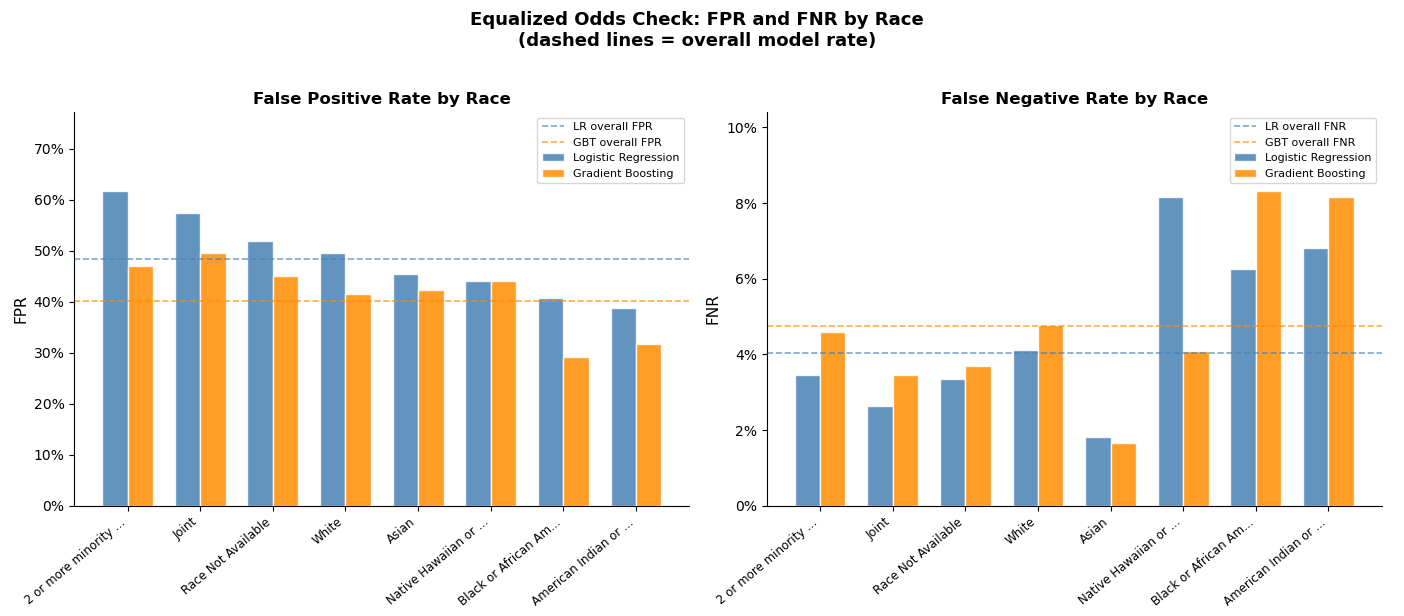 Equalized Odds Check: FPR and FNR by Race
(dashed lines = overall model rate)
False Positive Rate by Race
LR overall FPR
GBT overall FPR
Logistic Regression
Gradient Boosting
FPR
70%
60%
50%
40%
30%
20%
10%
0%
2 or more minority ...
Joint
Race Not Available
White
Asian
Native Hawaiian or ...
Black or African Am...
American Indian or ...
False Negative Rate by Race
LR overall FNR
GBT overall FNR
Logistic Regression
Gradient Boosting
FNR
10%
8%
6%
4%
2%
0%
2 or more minority ...
Joint
Race Not Available
White
Asian
Native Hawaiian or ...
Black or African Am...
American Indian or ...